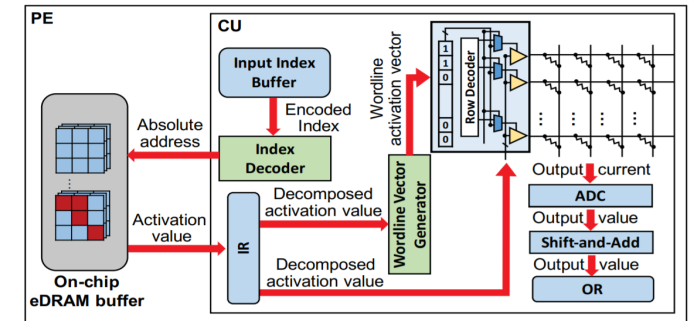 PE
CU
Input Index
Buffer
Encoded
Index
Index
Decoder
Absolute
address
Activation
value
On-chip
eDRAM buffer
IR
Decomposed
activation value
Decomposed
activation value
Wordline Vector
Generator
Wordline
activation vector
1
1
0
0
0
Row Decoder
...
...
...
...
Output current
ADC
Output value
Shift-and-Add
Output value
OR